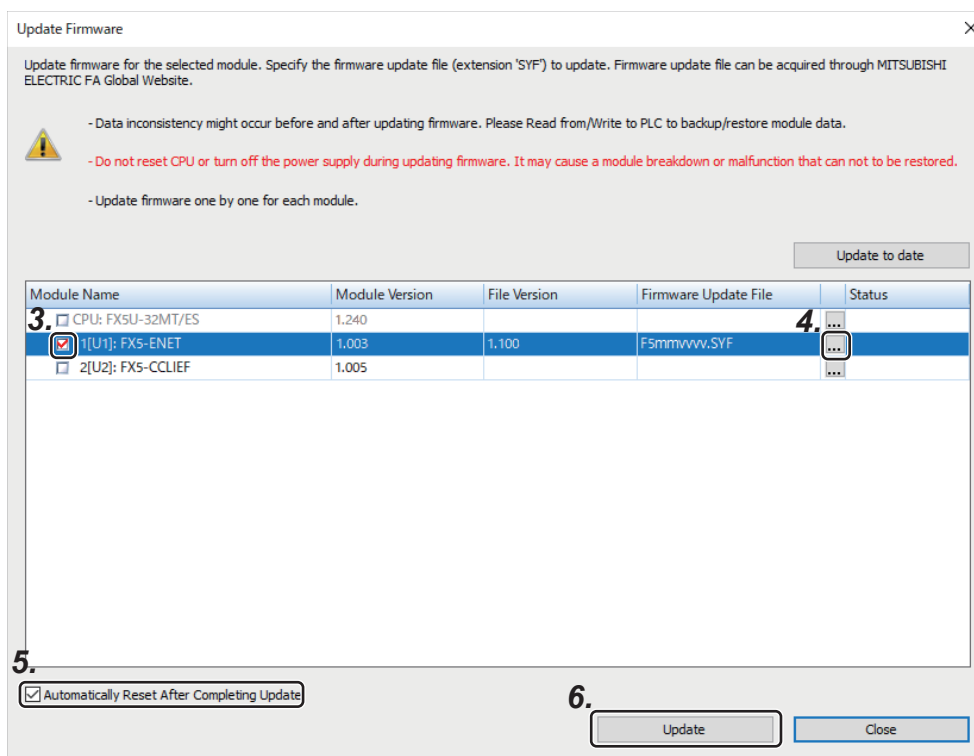 Update Firmware
Update firmware for the selected module. Specify the firmware update file (extension 'SYF') to update. Firmware update file can be acquired through MITSUBISHI
ELECTRIC FA Global Website.
- Data inconsistency might occur before and after updating firmware. Please Read from/Write to PLC to backup/restore module data.
- Do not reset CPU or turn off the power supply during updating firmware. It may cause a module breakdown or malfunction that can not to be restored.
- Update firmware one by one for each module.
Update to date
Module Name Module Version File Version Firmware Update File Status
3. CPU: FX5U-32MT/ES 1.240 4. ...
1[U1]: FX5-ENET 1.003 1.100 F5mmvvvv.SYF ...
2[U2]: FX5-CCLIEF 1.005 ...
5.
Automatically Reset After Completing Update
6.
Update Close